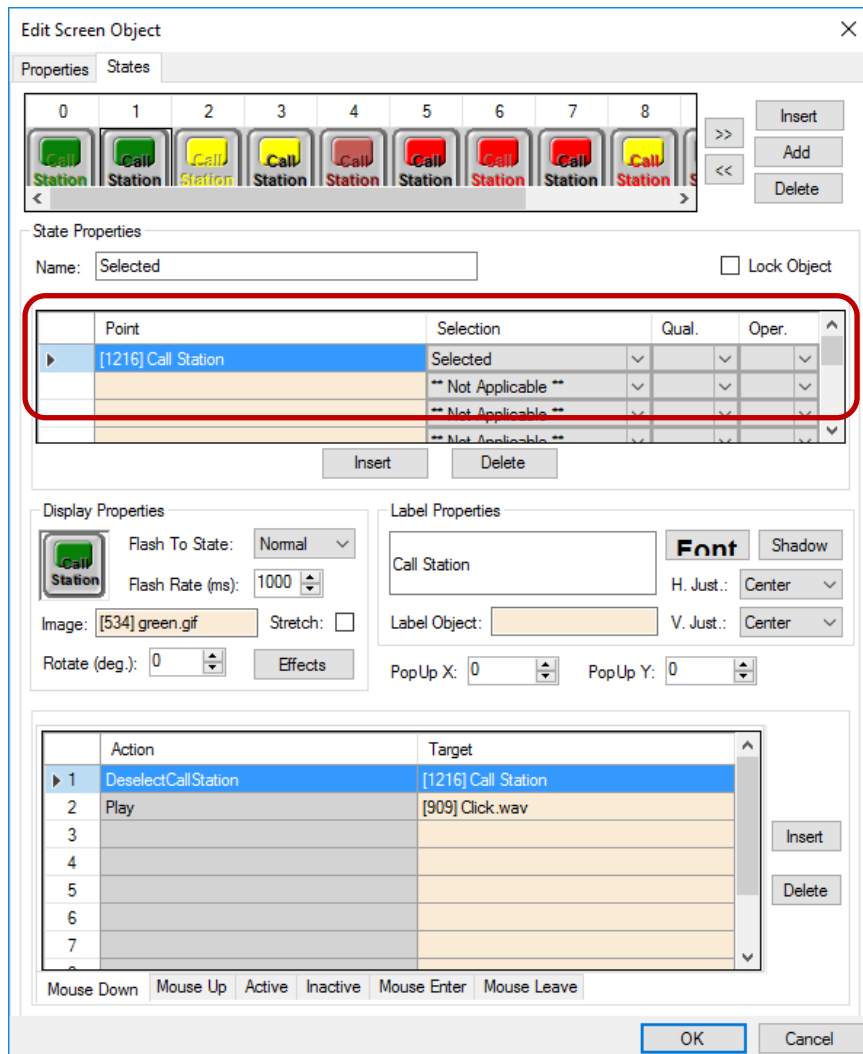 Edit Screen Object
Properties States
0 1 2 3 4 5 6 7 8
Call Call Call Call Call Call Call Call Call
Station Station Station Station Station Station Station Station Station S
>> Insert
<< Add
Delete
State Properties
Name: Selected Lock Object
Point Selection Qual. Oper.
[1216] Call Station Selected
** Not Applicable **
** Not Applicable **
** Not Applicable **
Insert Delete
Display Properties
Call
Station
Flash To State: Normal
Flash Rate (ms): 1000
Image: [534] green.gif Stretch:
Rotate (deg.): 0 Effects
Label Properties
Call Station
Font Shadow
H. Just.: Center
Label Object: V. Just.: Center
PopUp X: 0 PopUp Y: 0
Action Target
1 DeselectCallStation [1216] Call Station
2 Play [909] Click.wav
3
4
5
6
7
Insert
Delete
Mouse Down Mouse Up Active Inactive Mouse Enter Mouse Leave
OK Cancel